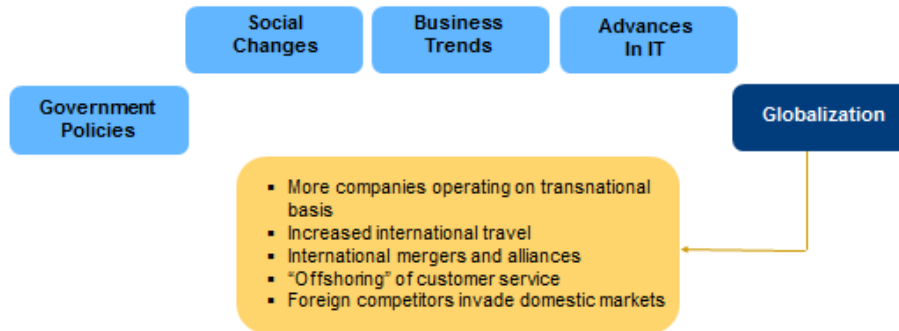 Social
Changes
Business
Trends
Advances
In IT
Government
Policies
Globalization
▪ More companies operating on transnational
basis
▪ Increased international travel
▪ International mergers and alliances
▪ “Offshoring” of customer service
▪ Foreign competitors invade domestic markets